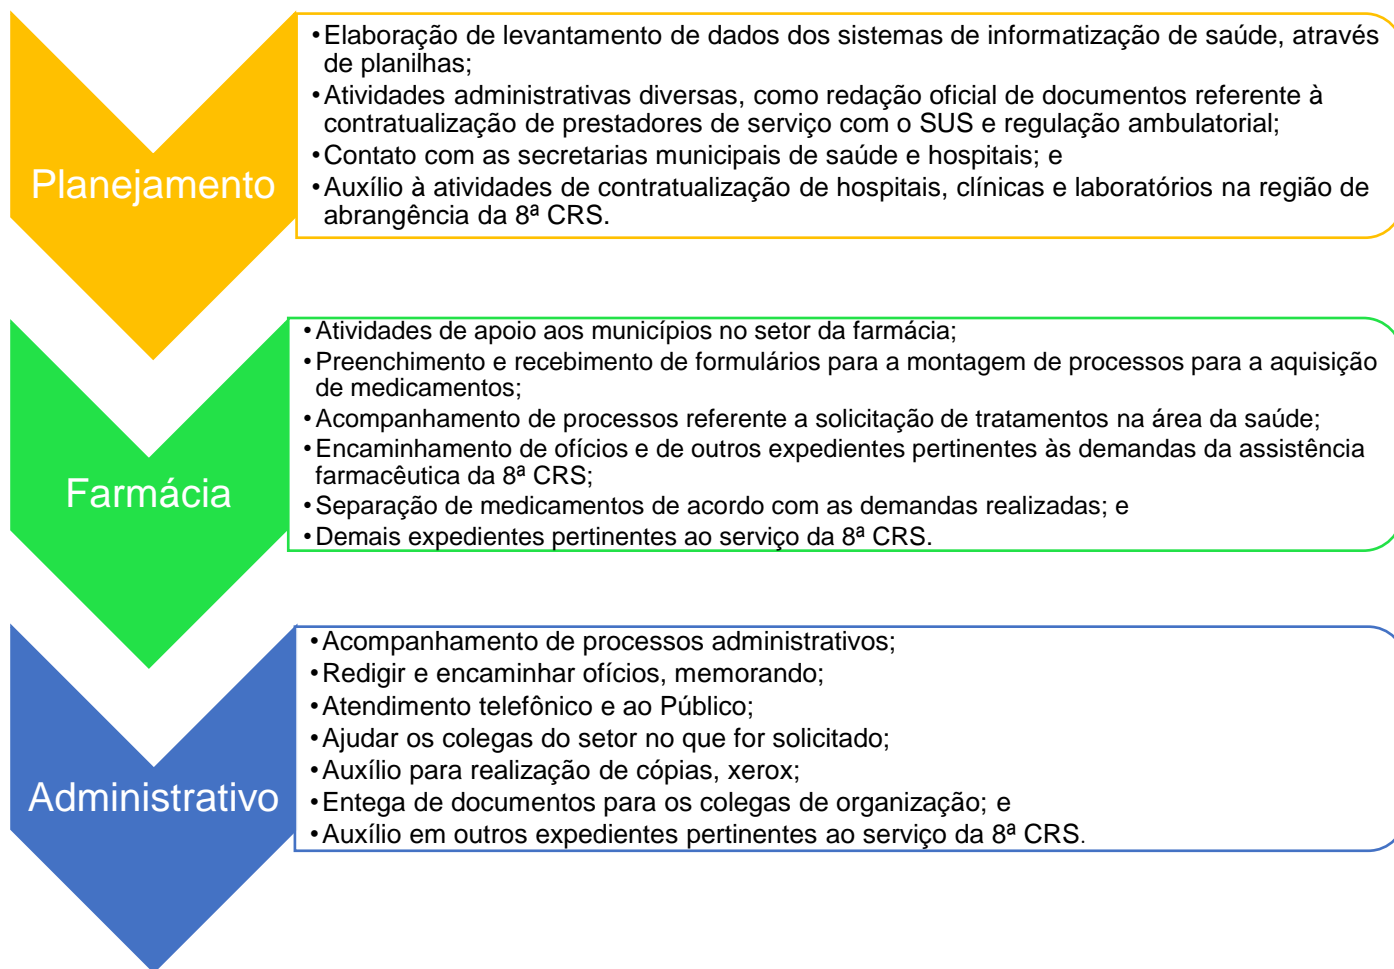 Planejamento
•Elaboração de levantamento de dados dos sistemas de informatização de saúde, através
de planilhas;
•Atividades administrativas diversas, como redação oficial de documentos referente à
contratualização de prestadores de serviço com o SUS e regulação ambulatorial;
•Contato com as secretarias municipais de saúde e hospitais; e
•Auxílio à atividades de contratualização de hospitais, clínicas e laboratórios na região de
abrangência da 8ª CRS.
Farmácia
•Atividades de apoio aos municípios no setor da farmácia;
•Preenchimento e recebimento de formulários para a montagem de processos para a aquisição
de medicamentos;
•Acompanhamento de processos referente a solicitação de tratamentos na área da saúde;
•Encaminhamento de ofícios e de outros expedientes pertinentes às demandas da assistência
farmacêutica da 8ª CRS;
•Separação de medicamentos de acordo com as demandas realizadas; e
•Demais expedientes pertinentes ao serviço da 8ª CRS.
Administrativo
•Acompanhamento de processos administrativos;
•Redigir e encaminhar ofícios, memorando;
•Atendimento telefônico e ao Público;
•Ajudar os colegas do setor no que for solicitado;
•Auxílio para realização de cópias, xerox;
•Entega de documentos para os colegas de organização; e
•Auxílio em outros expedientes pertinentes ao serviço da 8ª CRS.